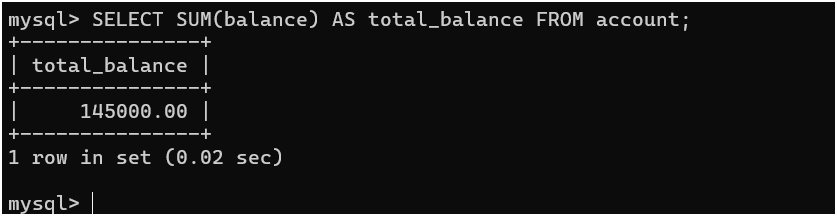 mysql> SELECT SUM(balance) AS total_balance FROM account;
+---------------+
| total_balance |
+---------------+
|     145000.00 |
+---------------+
1 row in set (0.02 sec)
mysql>